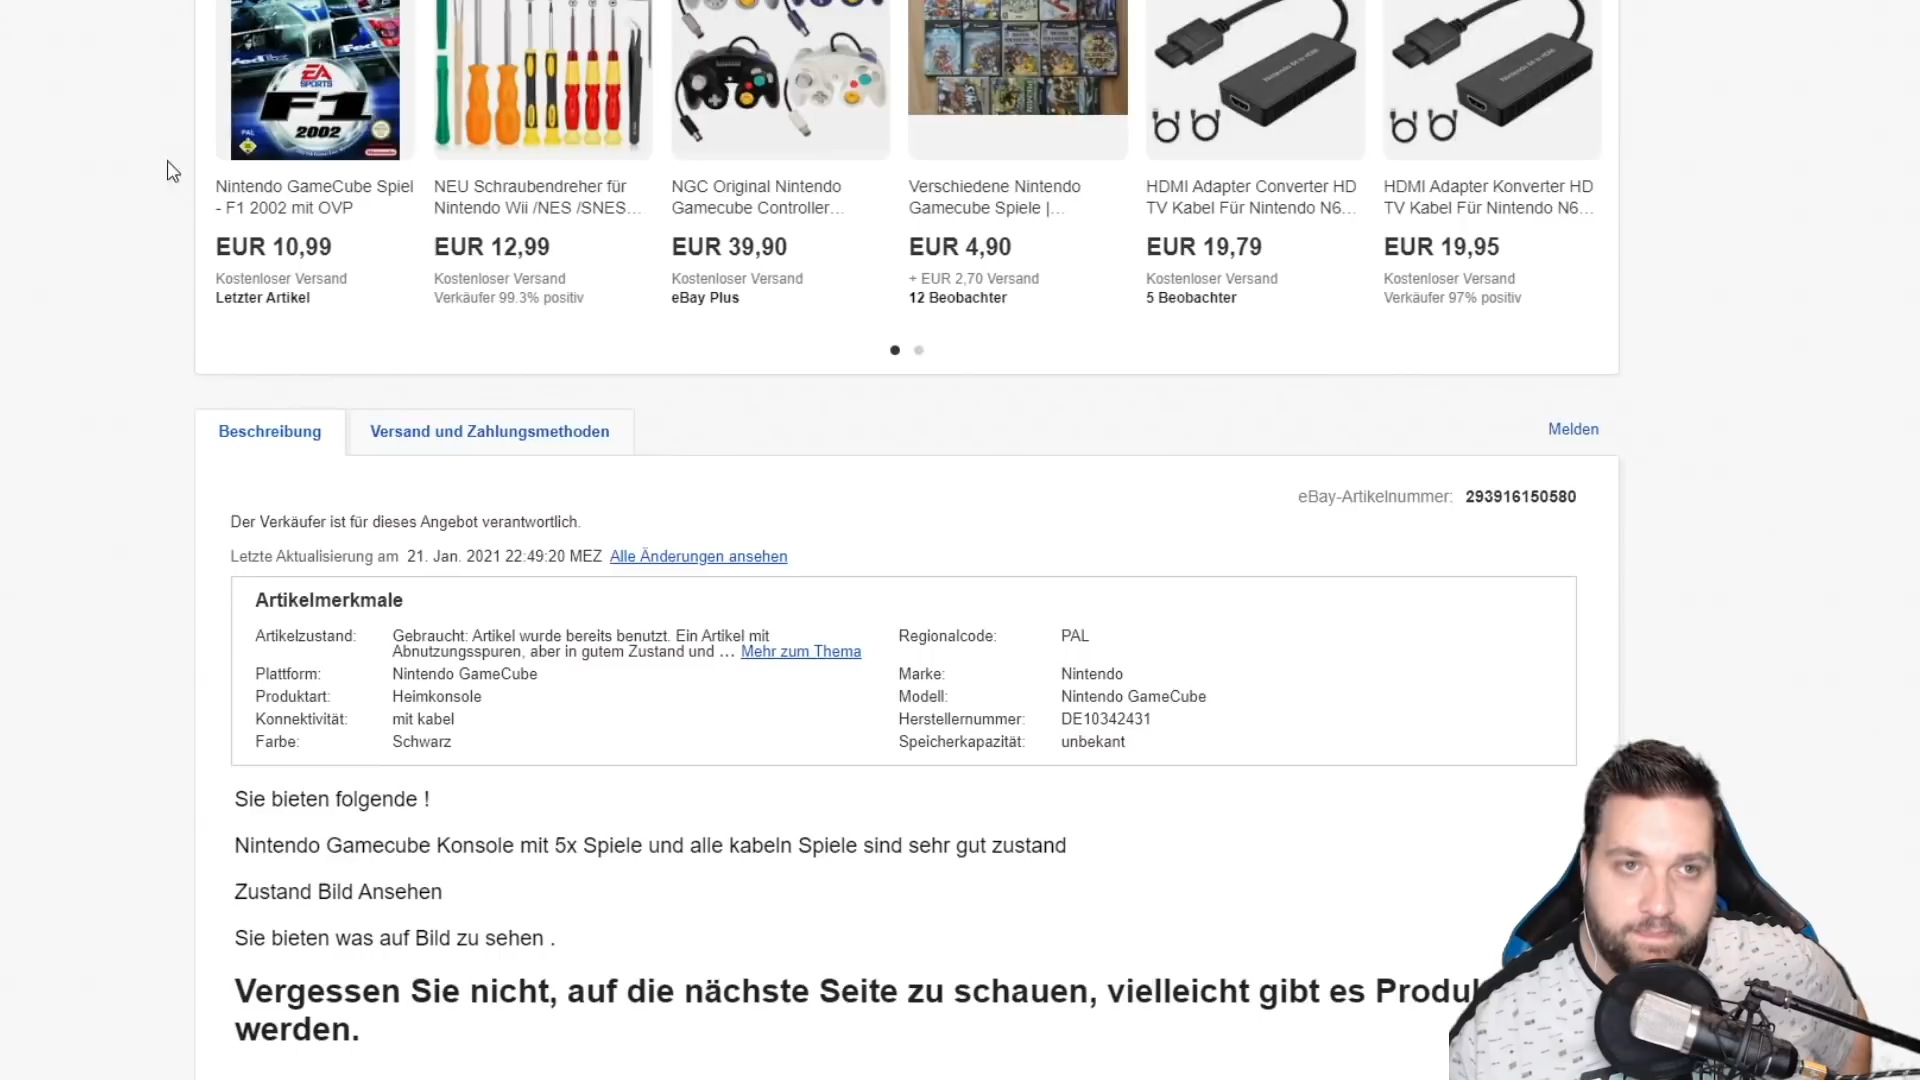 EA
SPORTS
F1
2002
PAL
Nintendo GameCube Spiel
- F1 2002 mit OVP
EUR 10,99
Kostenloser Versand
Letzter Artikel
NEU Schraubendreher für
Nintendo Wii /NES /SNES...
EUR 12,99
Kostenloser Versand
Verkäufer 99.3% positiv
NGC Original Nintendo
Gamecube Controller...
EUR 39,90
Kostenloser Versand
eBay Plus
Verschiedene Nintendo
Gamecube Spiele |...
EUR 4,90
+ EUR 2,70 Versand
12 Beobachter
HDMI Adapter Converter HD
TV Kabel Für Nintendo N6...
EUR 19,79
Kostenloser Versand
5 Beobachter
HDMI Adapter Konverter HD
TV Kabel Für Nintendo N6...
EUR 19,95
Kostenloser Versand
Verkäufer 97% positiv
Beschreibung
Versand und Zahlungsmethoden
Melden
eBay-Artikelnummer: 293916150580
Der Verkäufer ist für dieses Angebot verantwortlich.
Letzte Aktualisierung am 21. Jan. 2021 22:49:20 MEZ Alle Änderungen ansehen
Artikelmerkmale
Artikelzustand: Gebraucht: Artikel wurde bereits benutzt. Ein Artikel mit
Abnutzungsspuren, aber in gutem Zustand und ... Mehr zum Thema
Regionalcode: PAL
Plattform: Nintendo GameCube
Marke: Nintendo
Produktart: Heimkonsole
Modell: Nintendo GameCube
Konnektivität: mit kabel
Herstellernummer: DE10342431
Farbe: Schwarz
Speicherkapazität: unbekant
Sie bieten folgende !
Nintendo Gamecube Konsole mit 5x Spiele und alle kabeln Spiele sind sehr gut zustand
Zustand Bild Ansehen
Sie bieten was auf Bild zu sehen .
Vergessen Sie nicht, auf die nächste Seite zu schauen, vielleicht gibt es Produk
werden.